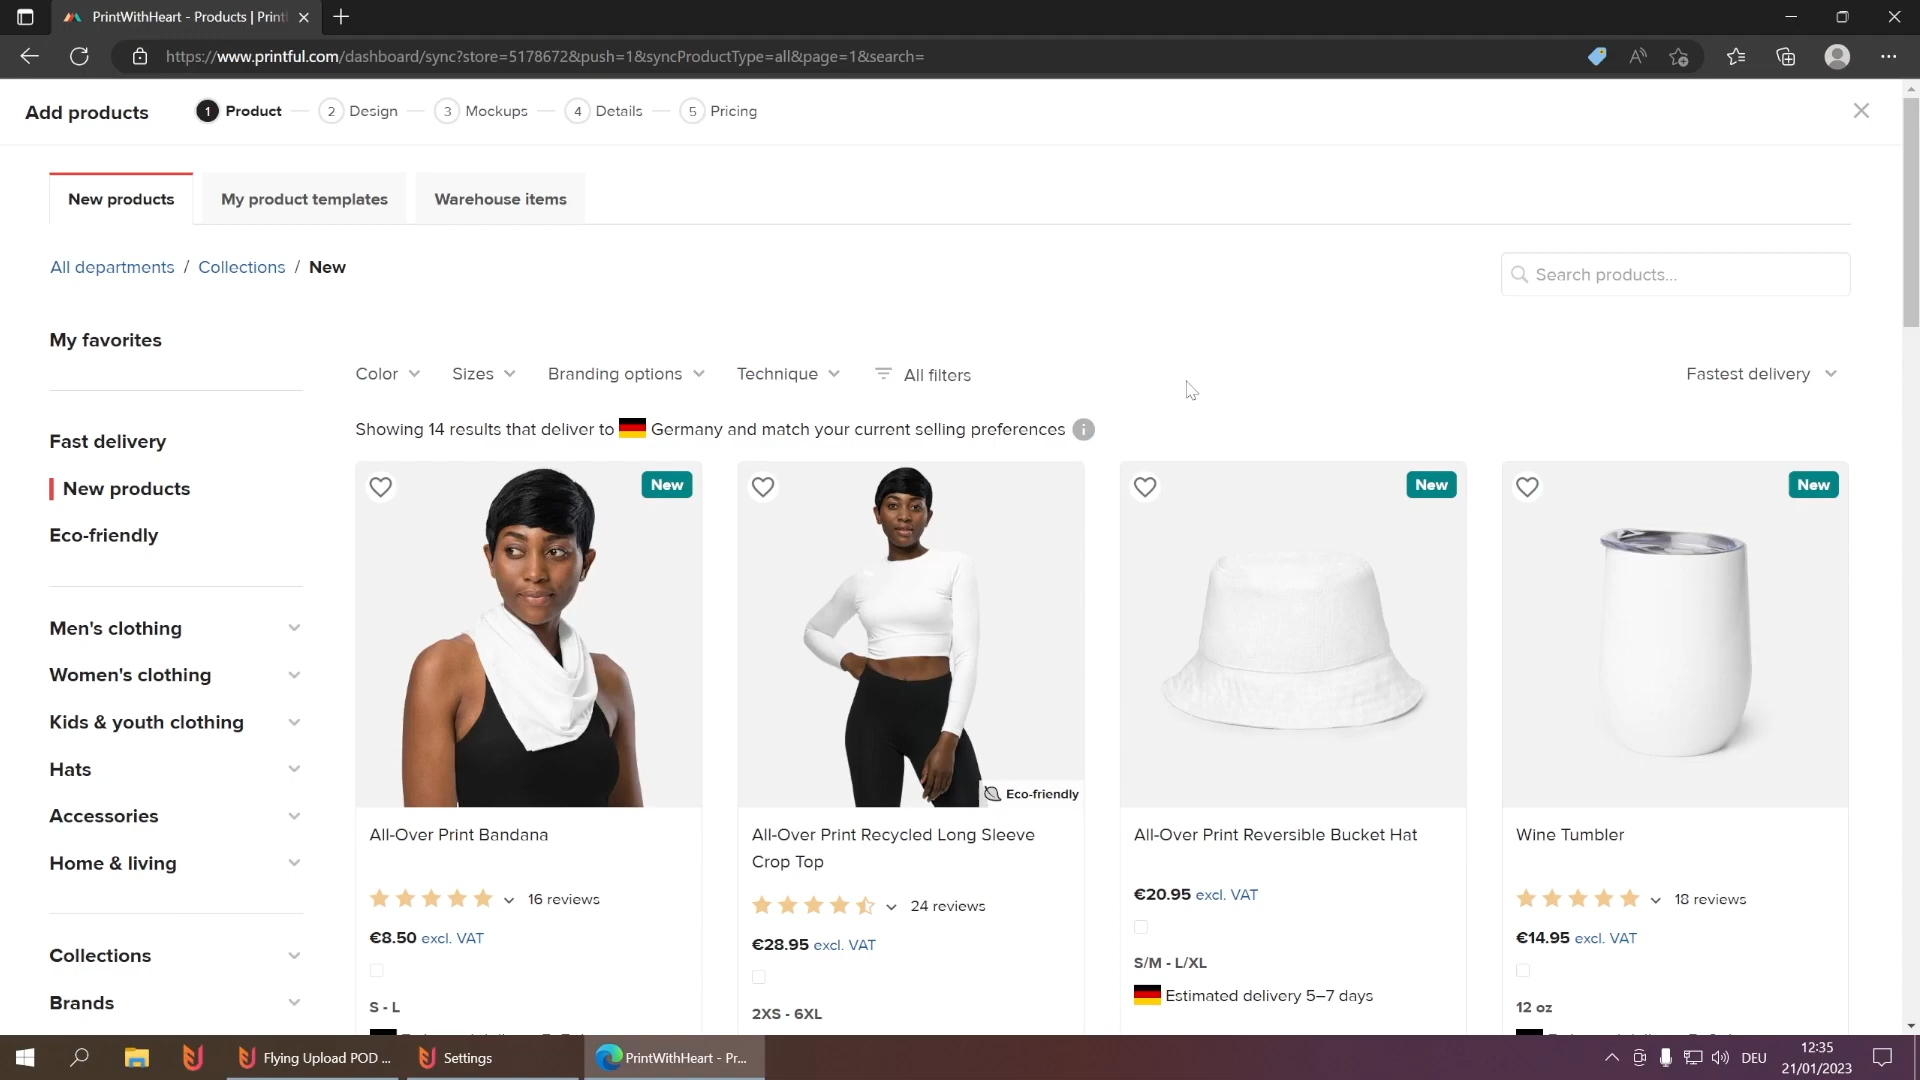 PrintWithHeart - Products | Printf
https://www.printful.com/dashboard/sync?store=5178672&push=1&syncProductType=all&page=1&search=
Add products
1 Product
2 Design
3 Mockups
4 Details
5 Pricing
New products
My product templates
Warehouse items
All departments / Collections / New
Search products...
My favorites
Fast delivery
New products
Eco-friendly
Men's clothing
Women's clothing
Kids & youth clothing
Hats
Accessories
Home & living
Collections
Brands
Color
Sizes
Branding options
Technique
All filters
Fastest delivery
Showing 14 results that deliver to Germany and match your current selling preferences
New
All-Over Print Bandana
16 reviews
€8.50 excl. VAT
S - L
Eco-friendly
All-Over Print Recycled Long Sleeve
Crop Top
24 reviews
€28.95 excl. VAT
2XS - 6XL
New
All-Over Print Reversible Bucket Hat
€20.95 excl. VAT
S/M - L/XL
Estimated delivery 5–7 days
New
Wine Tumbler
18 reviews
€14.95 excl. VAT
12 oz
Flying Upload POD ...
Settings
PrintWithHeart - Pr...
DEU
12:35
21/01/2023